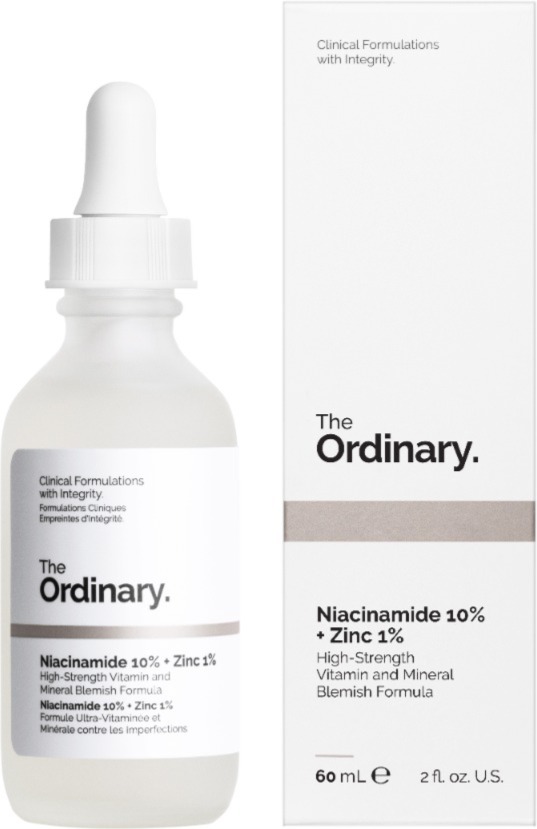 Clinical Formulations
with Integrity.
Formulations Cliniques
Empreintes d'intégrité.
The
Ordinary.
Niacinamide 10% + Zinc 1%
High-Strength Vitamin and
Mineral Blemish Formula
Niacinamide 10% + Zinc 1%
Formule Ultra-Vitaminée et
Minérale contre les Imperfections
Clinical Formulations
with Integrity.
The
Ordinary.
Niacinamide 10%
+ Zinc 1%
High-Strength
Vitamin and Mineral
Blemish Formula
60 mL ℮ 2 fl. oz. U.S.